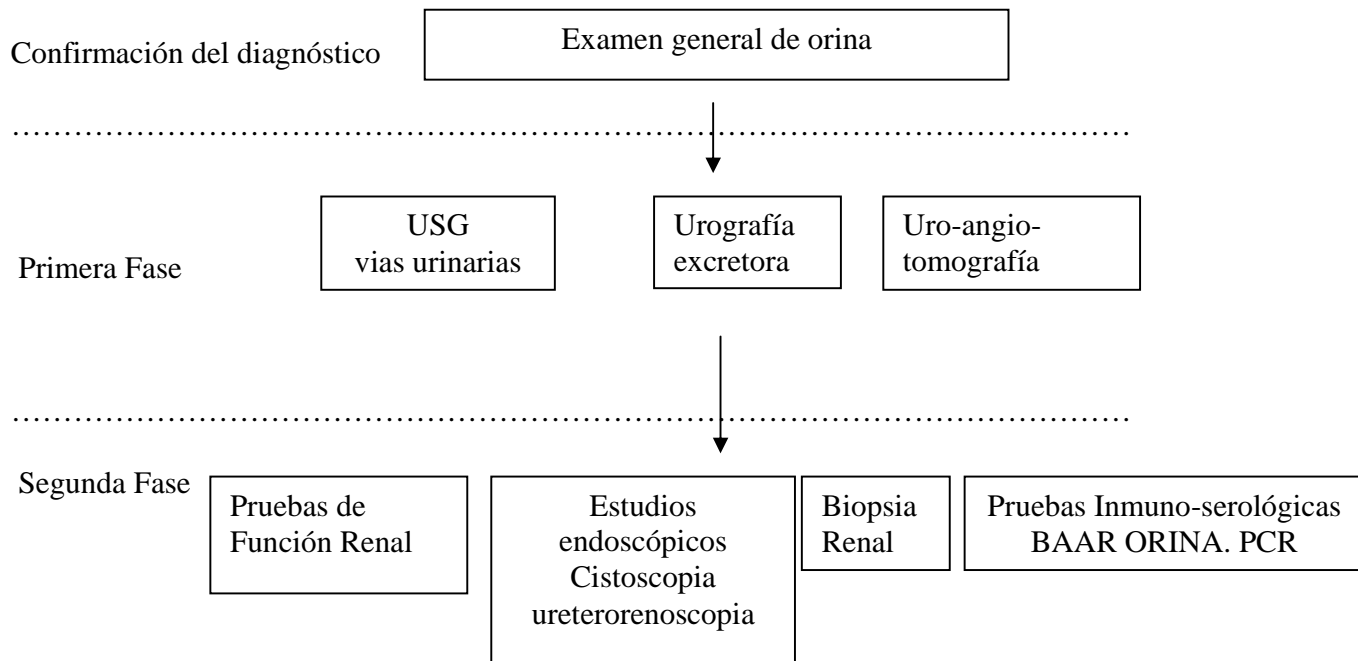 Confirmación del diagnóstico
Examen general de orina
……………………………………………………………………………………………
USG
vias urinarias
Urografía
excretora
Uro-angio-
tomografía
Primera Fase
……………………………………………………………………………………………
Segunda Fase
Pruebas de
Función Renal
Estudios
endoscópicos
Cistoscopia
ureterorenoscopia
Biopsia
Renal
Pruebas Inmuno-serológicas
BAAR ORINA. PCR